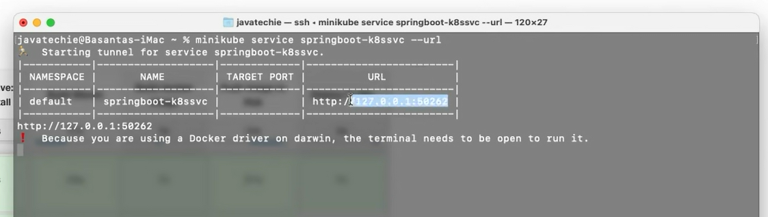 javatechie — ssh • minikube service springboot-k8ssvc --url — 120×27
javatechie@Basantas-iMac ~ % minikube service springboot-k8ssvc --url
🏃 Starting tunnel for service springboot-k8ssvc.
|-----------|------------------|-------------|------------------------|
| NAMESPACE | NAME | TARGET PORT | URL |
|-----------|------------------|-------------|------------------------|
| default | springboot-k8ssvc | | http://127.0.0.1:50262 |
|-----------|------------------|-------------|------------------------|
http://127.0.0.1:50262
❗ Because you are using a Docker driver on darwin, the terminal needs to be open to run it.